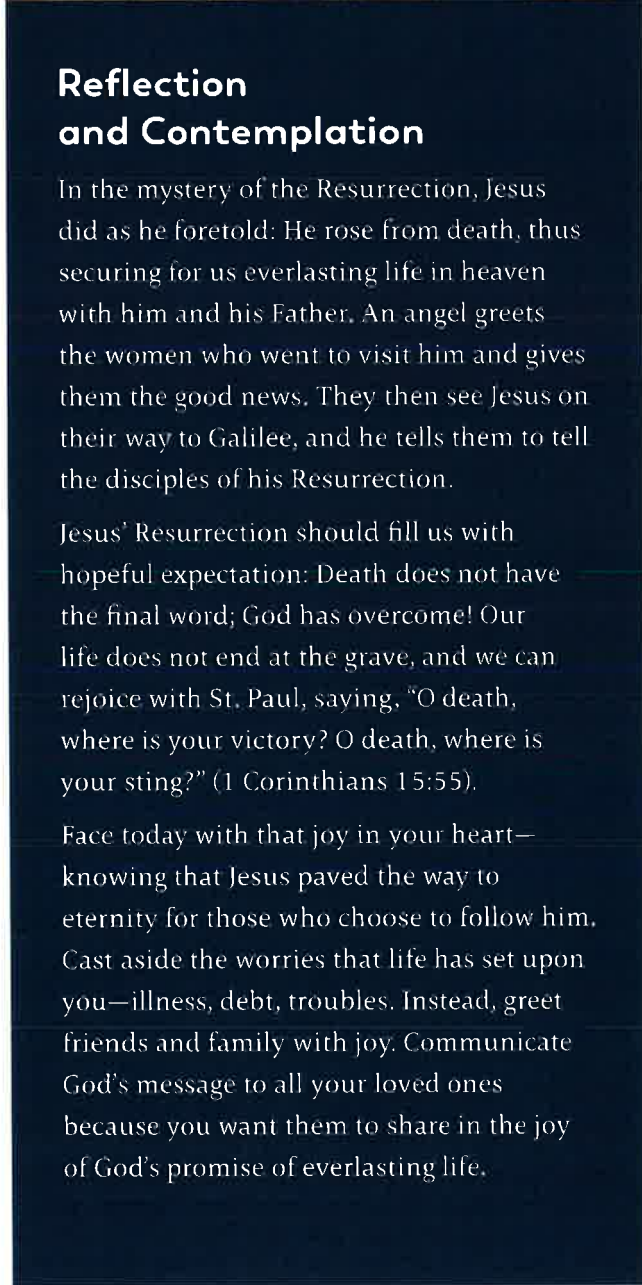 Reflection
and Contemplation
In the mystery of the Resurrection, Jesus
did as he foretold: He rose from death, thus
securing for us everlasting life in heaven
with him and his Father. An angel greets
the women who went to visit him and gives
them the good news. They then see Jesus on
their way to Galilee, and he tells them to tell
the disciples of his Resurrection.
Jesus’ Resurrection should fill us with
hopeful expectation: Death does not have
the final word; God has overcome! Our
life does not end at the grave, and we can
rejoice with St. Paul, saying, “O death,
where is your victory? O death, where is
your sting?” (1 Corinthians 15:55).
Face today with that joy in your heart—
knowing that Jesus paved the way to
eternity for those who choose to follow him.
Cast aside the worries that life has set upon
you—illness, debt, troubles. Instead, greet
friends and family with joy. Communicate
God’s message to all your loved ones
because you want them to share in the joy
of God’s promise of everlasting life.